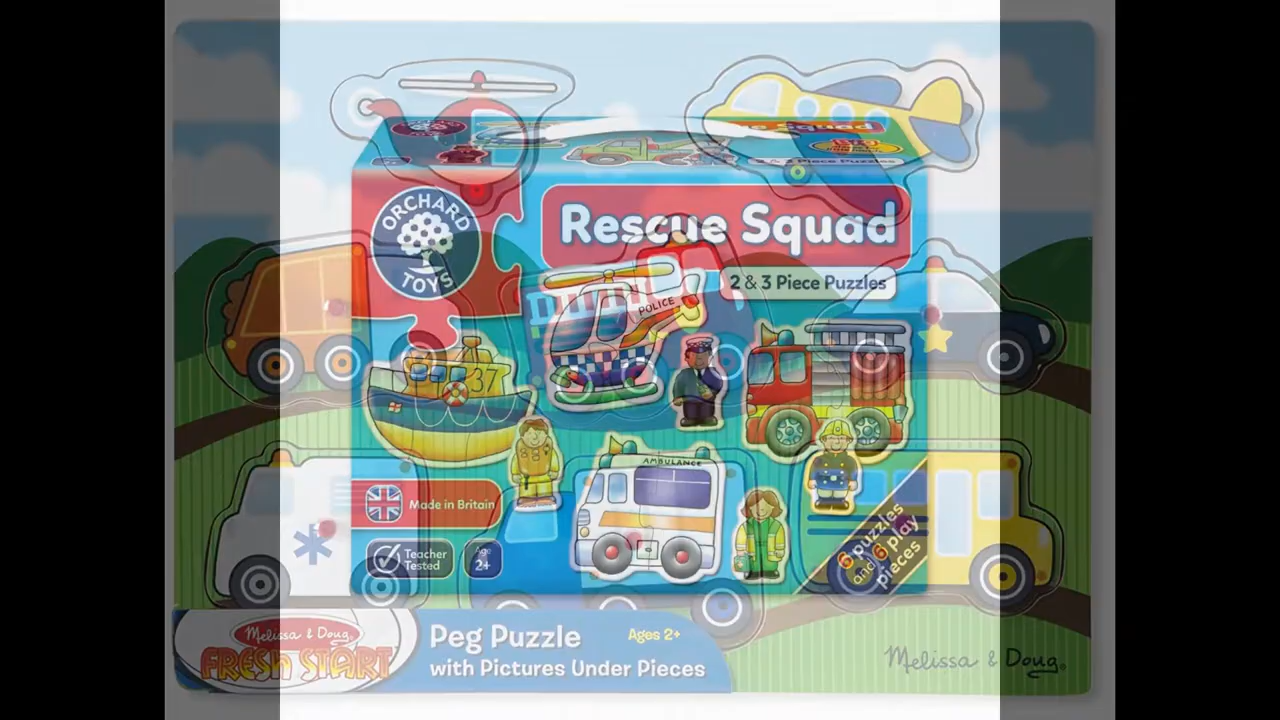 ORCHARD
TOYS
Rescue Squad
2 & 3 Piece Puzzles
POLICE
37
AMBULANCE
Made in Britain
Teacher
Tested
Age
2+
6 puzzles
and 6 play
pieces
Melissa & Doug
FRESH START
Peg Puzzle
Ages 2+
with Pictures Under Pieces
Melissa & Doug